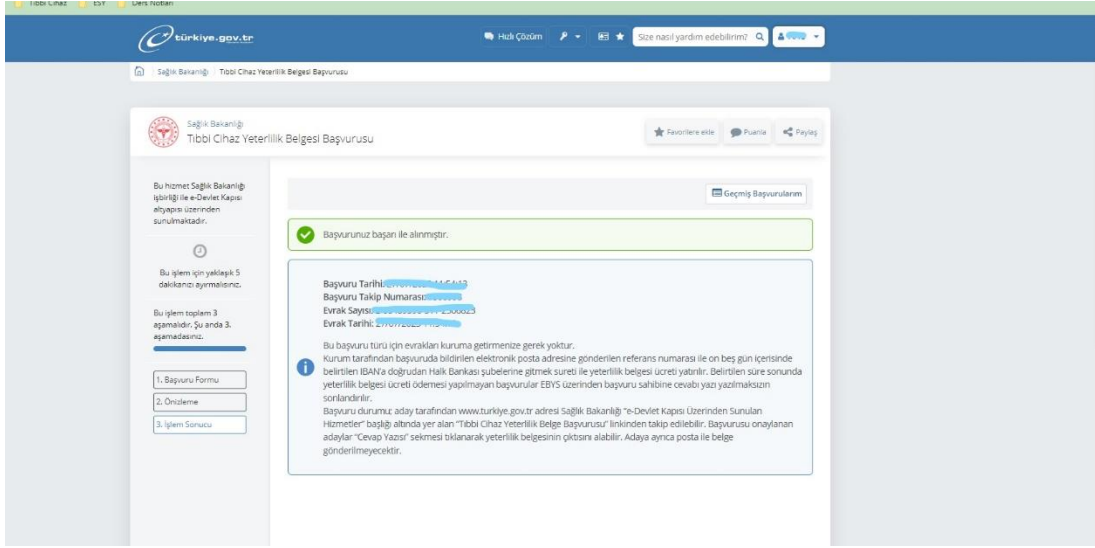 Tıbbi Cihaz ESY Ders Notları
türkiye.gov.tr
Hızlı Çözüm
Size nasıl yardım edebilirim?
Sağlık Bakanlığı Tıbbi Cihaz Yeterlilik Belgesi Başvurusu
Sağlık Bakanlığı
Tıbbi Cihaz Yeterlilik Belgesi Başvurusu
Favorilere ekle Puanla Paylaş
Bu hizmet Sağlık Bakanlığı
işbirliği ile e-Devlet Kapısı
altyapısı üzerinden
sunulmaktadır.
Bu işlem için yaklaşık 5
dakikanızı ayırmalısınız.
Bu işlem toplam 3
aşamalıdır. Şu anda 3.
aşamadasınız.
1. Başvuru Formu
2. Önizleme
3. İşlem Sonucu
Geçmiş Başvurularım
Başvurunuz başarı ile alınmıştır.
Başvuru Tarihi:
Başvuru Takip Numarası:
Evrak Sayısı:
Evrak Tarihi:
Bu başvuru türü için evrakları kuruma getirmenize gerek yoktur.
Kurum tarafından başvuruda bildirilen elektronik posta adresine gönderilen referans numarası ile on beş gün içerisinde
belirtilen IBAN'a doğrudan Halk Bankası şubelerine gitmek sureti ile yeterlilik belgesi ücreti yatırılır. Belirtilen süre sonunda
yeterlilik belgesi ücreti ödemesi yapılmayan başvurular EBYS üzerinden başvuru sahibine cevabı yazı yazılmaksızın
sonlandırılır.
Başvuru durumu; aday tarafından www.turkiye.gov.tr adresi Sağlık Bakanlığı "e-Devlet Kapısı Üzerinden Sunulan
Hizmetler" başlığı altında yer alan "Tıbbi Cihaz Yeterlilik Belge Başvurusu" linkinden takip edilebilir. Başvurusu onaylanan
adaylar "Cevap Yazısı" sekmesi tıklanarak yeterlilik belgesinin çıktısını alabilir. Adaya ayrıca posta ile belge
gönderilmeyecektir.